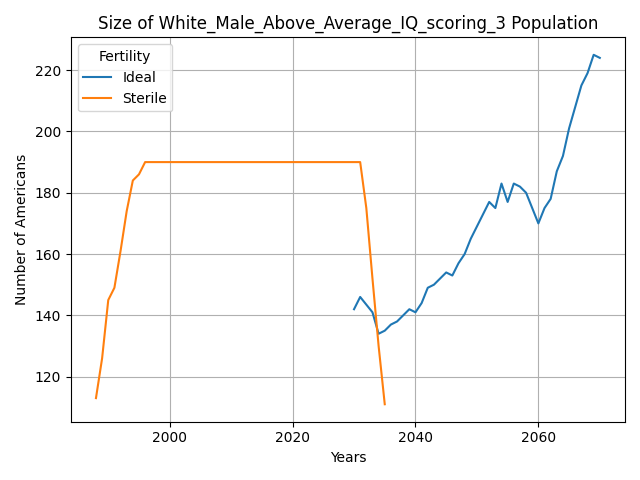 Size of White_Male_Above_Average_IQ_scoring_3 Population
Fertility
Ideal
Sterile
220
200
180
160
140
120
Number of Americans
2000 2020 2040 2060
Years